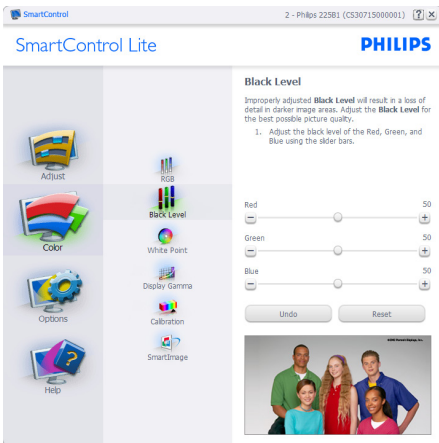 SmartControl
2 - Philips 225B1 (CS30715000001)
SmartControl Lite
PHILIPS
Adjust
Color
Options
Help
RGB
Black Level
White Point
Display Gamma
Calibration
SmartImage
Black Level
Improperly adjusted Black Level will result in a loss of
detail in darker image areas. Adjust the Black Level for
the best possible picture quality.
1. Adjust the black level of the Red, Green, and
Blue using the slider bars.
Red 50
Green 50
Blue 50
Undo Reset